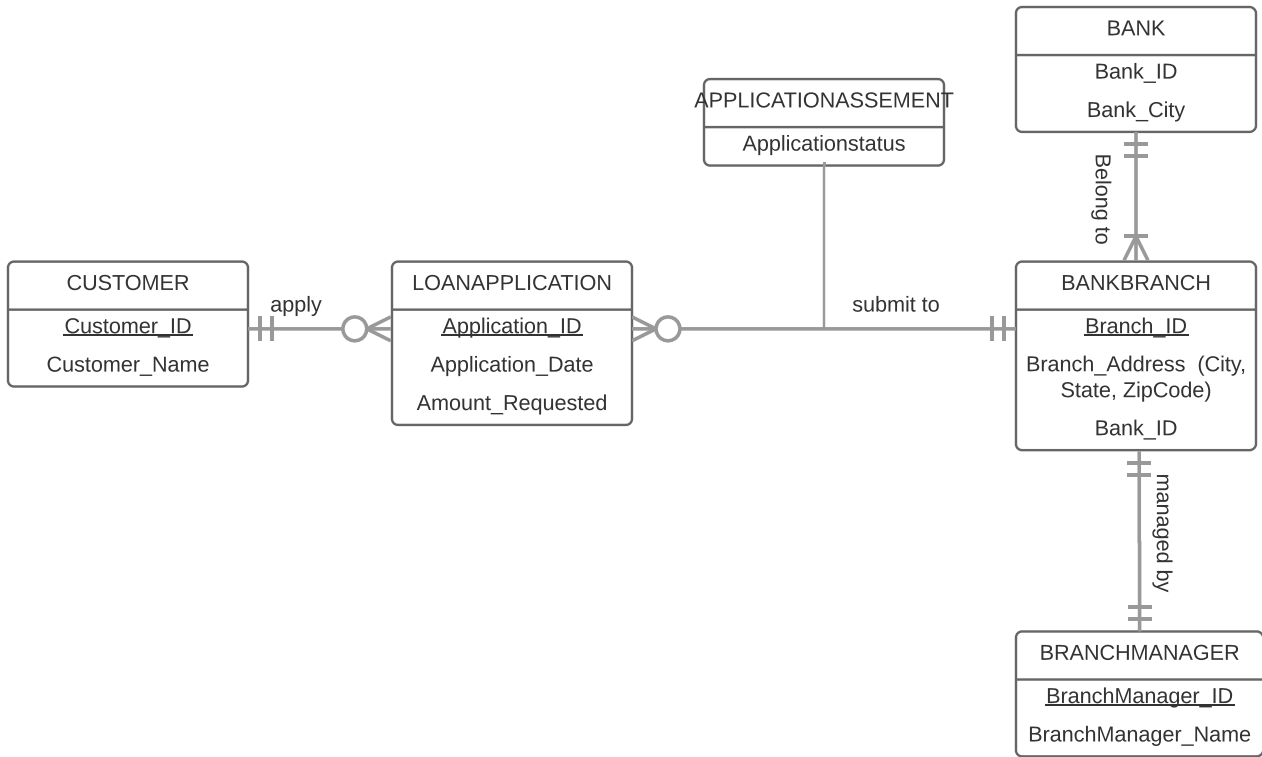 BANK
Bank_ID
Bank_City
APPLICATIONASSEMENT
Applicationstatus
Belong to
CUSTOMER
Customer_ID
Customer_Name
apply
LOANAPPLICATION
Application_ID
Application_Date
Amount_Requested
submit to
BANKBRANCH
Branch_ID
Branch_Address (City,
State, ZipCode)
Bank_ID
managed by
BRANCHMANAGER
BranchManager_ID
BranchManager_Name